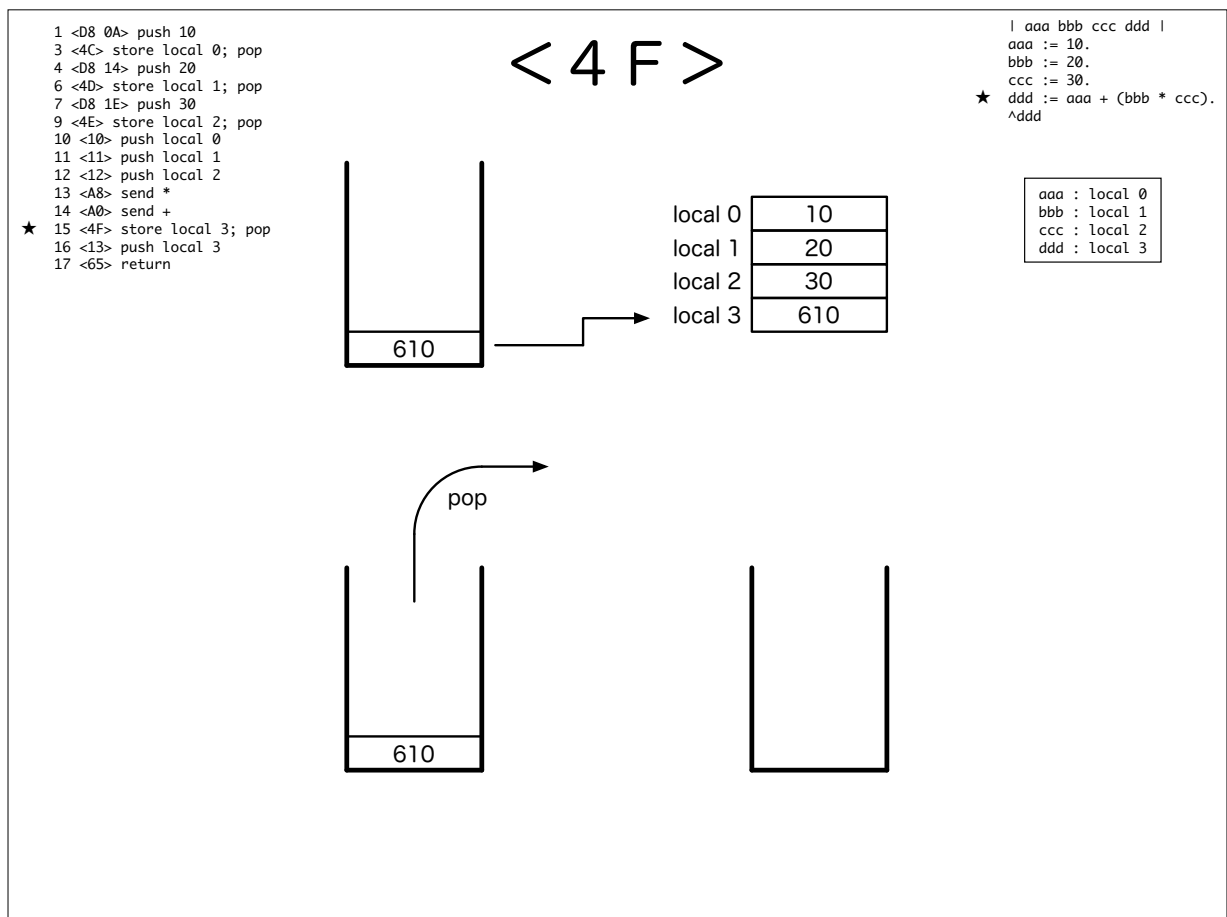 1 <D8 0A> push 10
3 <4C> store local 0; pop
4 <D8 14> push 20
6 <4D> store local 1; pop
7 <D8 1E> push 30
9 <4E> store local 2; pop
10 <10> push local 0
11 <11> push local 1
12 <12> push local 2
13 <A8> send *
14 <A0> send +
★ 15 <4F> store local 3; pop
16 <13> push local 3
17 <65> return
<4F>
| aaa bbb ccc ddd |
aaa := 10.
bbb := 20.
ccc := 30.
★ ddd := aaa + (bbb * ccc).
^ddd
aaa : local 0
bbb : local 1
ccc : local 2
ddd : local 3
local 0 10
local 1 20
local 2 30
local 3 610
610
pop
610